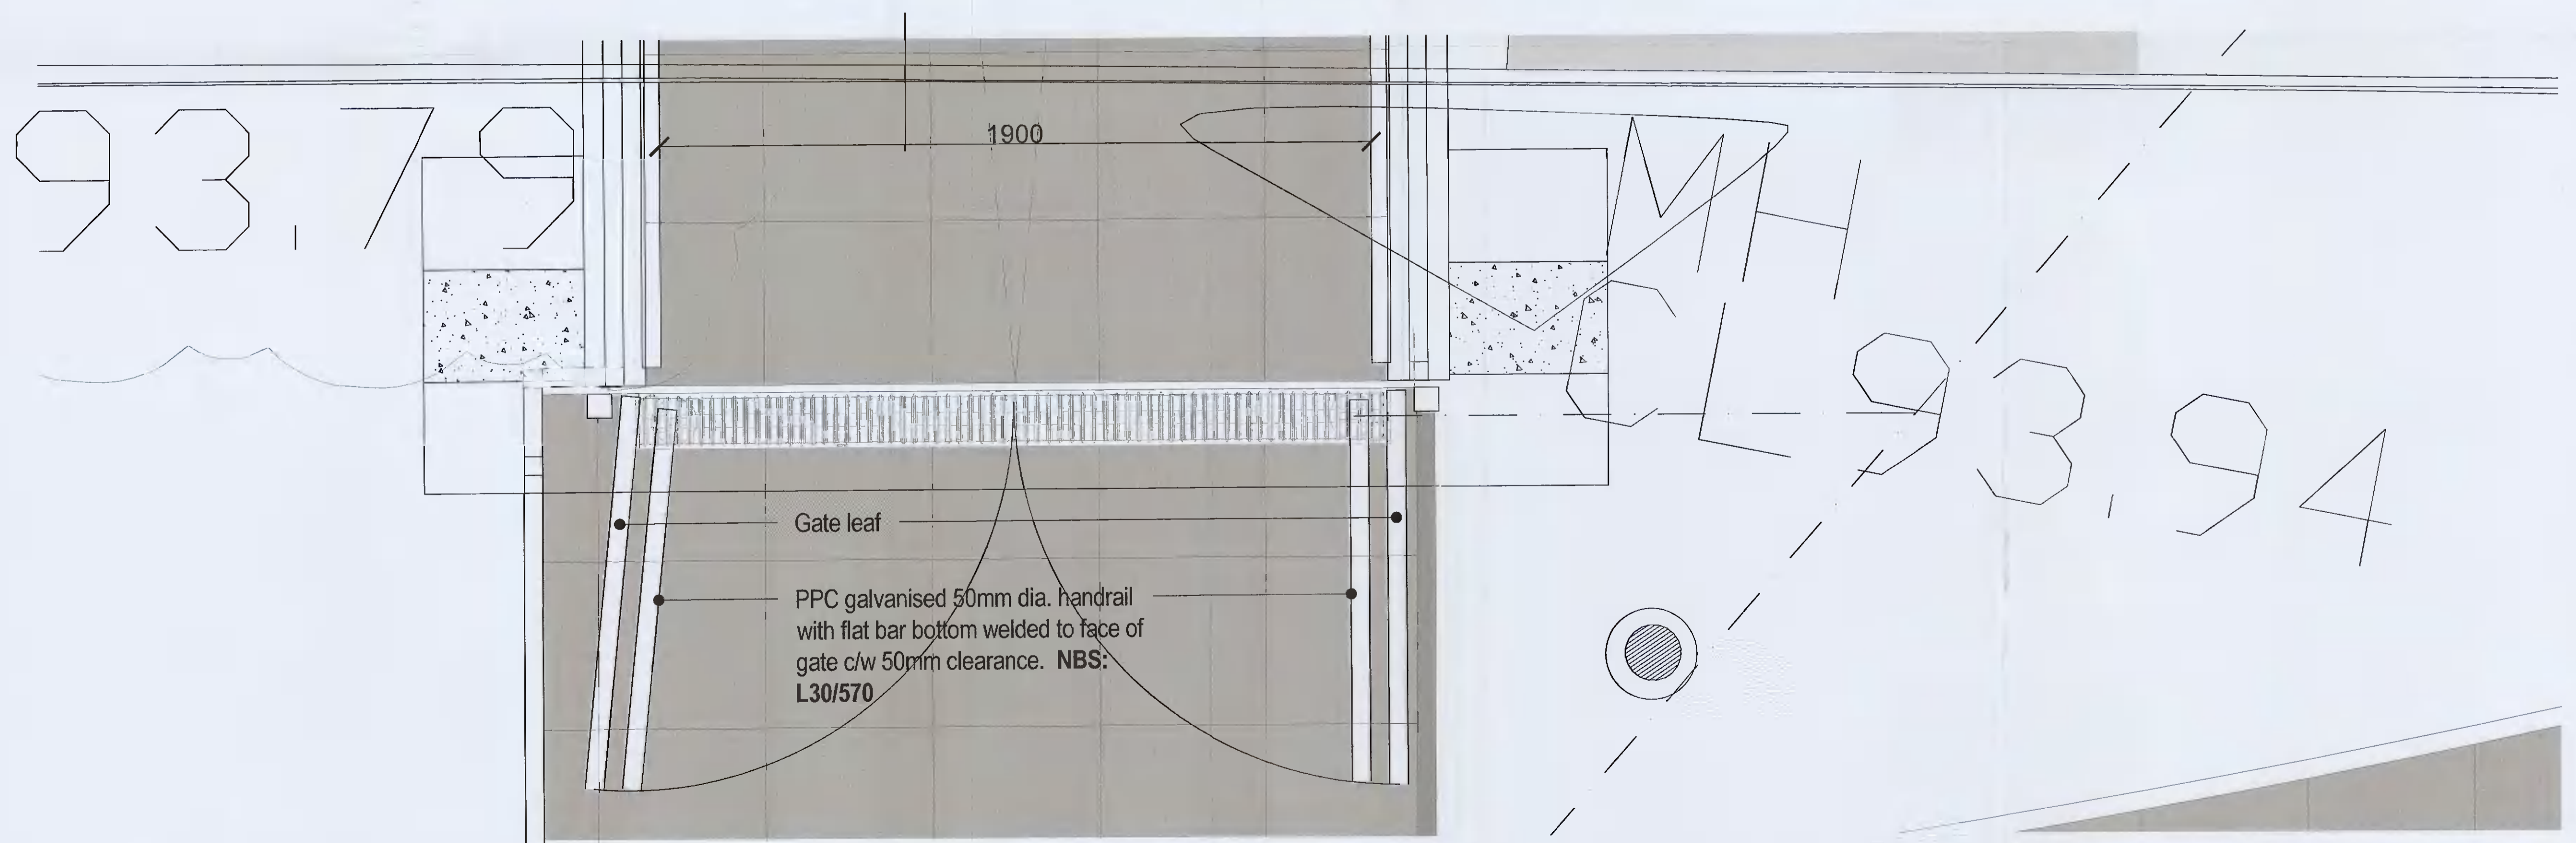 93.79
1900
MH
CL 93.94
Gate leaf
PPC galvanised 50mm dia. handrail
with flat bar bottom welded to face of
gate c/w 50mm clearance. NBS:
L30/570